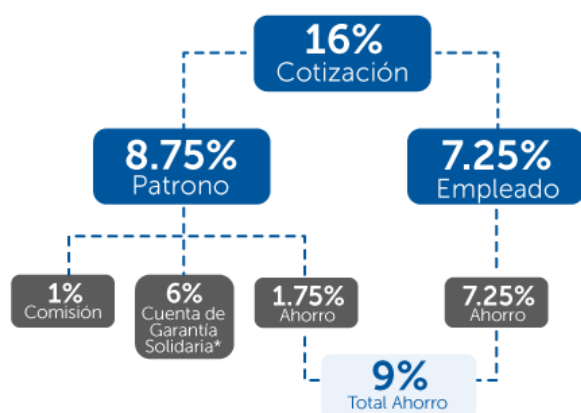 16%
Cotización
8.75%
Patrono
7.25%
Empleado
1%
Comisión
6%
Cuenta de
Garantía
Solidaria*
1.75%
Ahorro
7.25%
Ahorro
9%
Total Ahorro